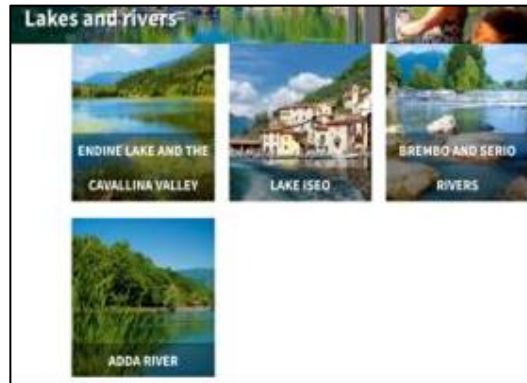 Lakes and rivers
ENDINE LAKE AND THE
CAVALLINA VALLEY
LAKE ISEO
BREMBO AND SERIO
RIVERS
ADDA RIVER